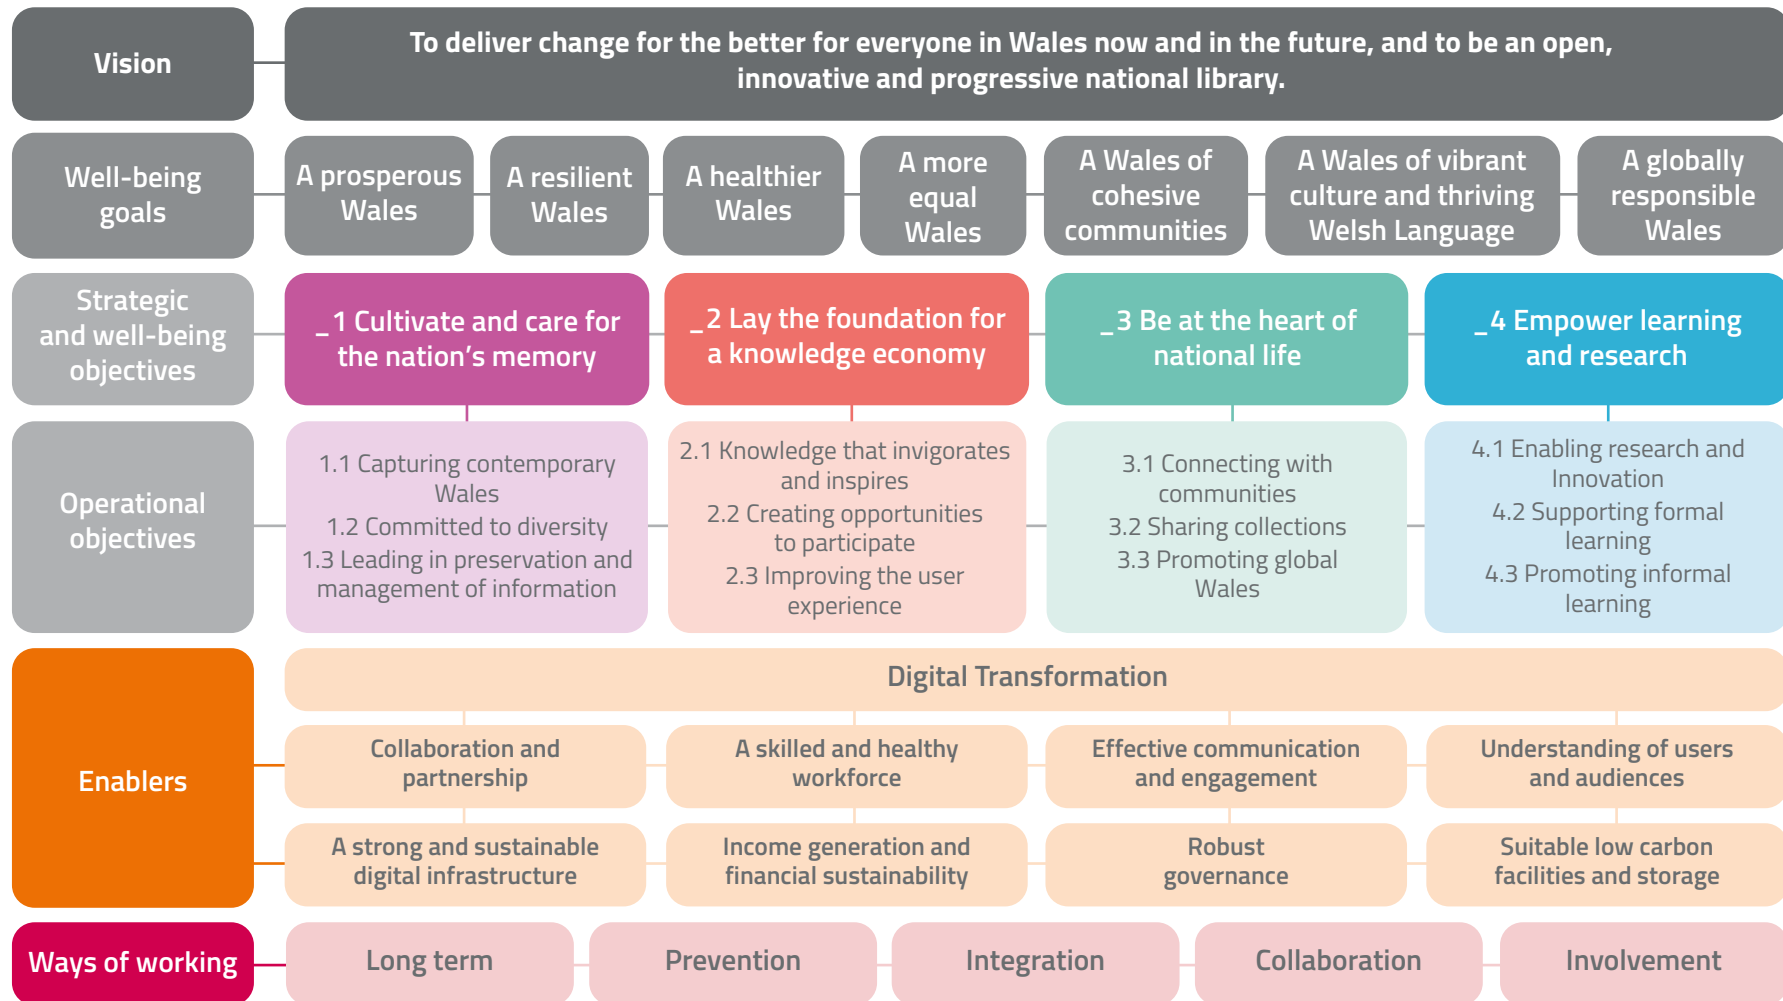 Vision
To deliver change for the better for everyone in Wales now and in the future, and to be an open,
innovative and progressive national library.
Well-being
goals
A prosperous
Wales
A resilient
Wales
A healthier
Wales
A more
equal
Wales
A Wales of
cohesive
communities
A Wales of vibrant
culture and thriving
Welsh Language
A globally
responsible
Wales
Strategic
and well-being
objectives
_1 Cultivate and care for
the nation's memory
_2 Lay the foundation for
a knowledge economy
_3 Be at the heart of
national life
_4 Empower learning
and research
Operational
objectives
1.1 Capturing contemporary
Wales
1.2 Committed to diversity
1.3 Leading in preservation and
management of information
2.1 Knowledge that invigorates
and inspires
2.2 Creating opportunities
to participate
2.3 Improving the user
experience
3.1 Connecting with
communities
3.2 Sharing collections
3.3 Promoting global
Wales
4.1 Enabling research and
Innovation
4.2 Supporting formal
learning
4.3 Promoting informal
learning
Enablers
Digital Transformation
Collaboration and
partnership
A skilled and healthy
workforce
Effective communication
and engagement
Understanding of users
and audiences
A strong and sustainable
digital infrastructure
Income generation and
financial sustainability
Robust
governance
Suitable low carbon
facilities and storage
Ways of working
Long term
Prevention
Integration
Collaboration
Involvement